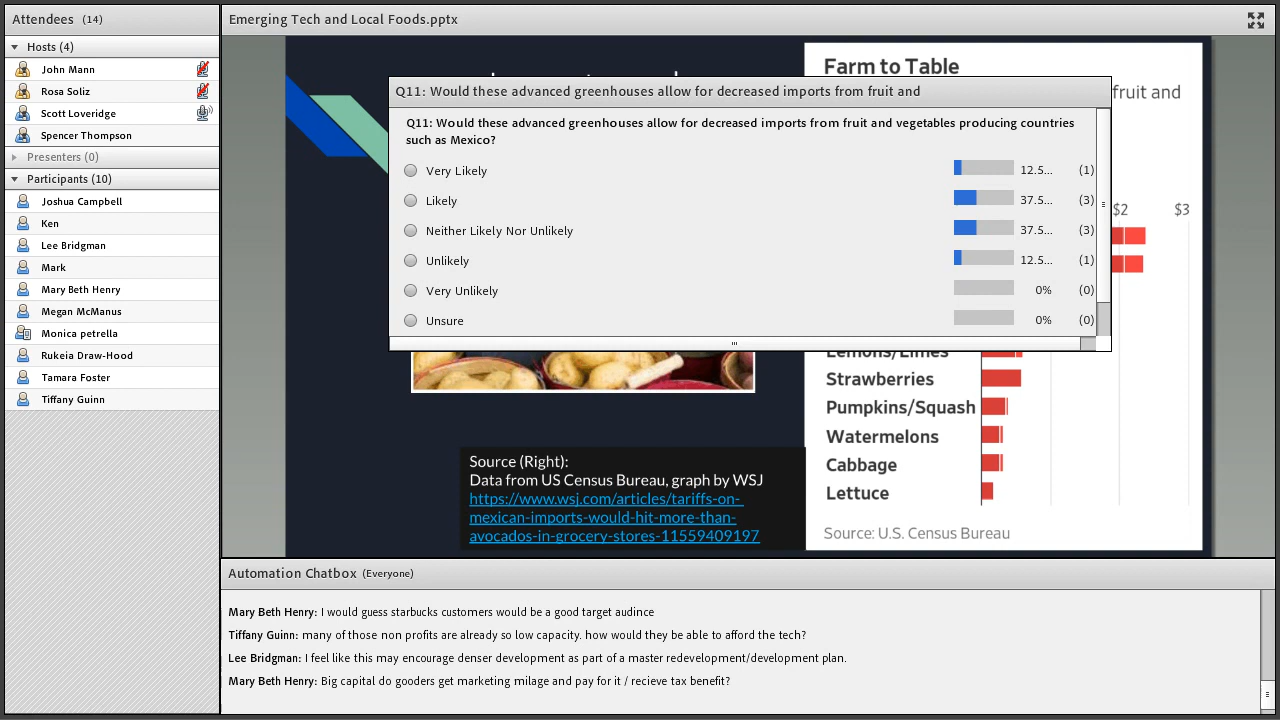 Attendees (14)
Hosts (4)
John Mann
Rosa Soliz
Scott Loveridge
Spencer Thompson
Presenters (0)
Participants (10)
Joshua Campbell
Ken
Lee Bridgman
Mark
Mary Beth Henry
Megan McManus
Monica petrella
Rukeia Draw-Hood
Tamara Foster
Tiffany Guinn
Emerging Tech and Local Foods.pptx
Farm to Table
fruit and
$2 $3
Q11: Would these advanced greenhouses allow for decreased imports from fruit and
Q11: Would these advanced greenhouses allow for decreased imports from fruit and vegetables producing countries
such as Mexico?
Very Likely 12.5... (1)
Likely 37.5... (3)
Neither Likely Nor Unlikely 37.5... (3)
Unlikely 12.5... (1)
Very Unlikely 0% (0)
Unsure 0% (0)
Lemons/Limes
Strawberries
Pumpkins/Squash
Watermelons
Cabbage
Lettuce
Source: U.S. Census Bureau
Source (Right):
Data from US Census Bureau, graph by WSJ
https://www.wsj.com/articles/tariffs-on-
mexican-imports-would-hit-more-than-
avocados-in-grocery-stores-11559409197
Automation Chatbox (Everyone)
Mary Beth Henry: I would guess starbucks customers would be a good target audince
Tiffany Guinn: many of those non profits are already so low capacity. how would they be able to afford the tech?
Lee Bridgman: I feel like this may encourage denser development as part of a master redevelopment/development plan.
Mary Beth Henry: Big capital do gooders get marketing milage and pay for it / recieve tax benefit?